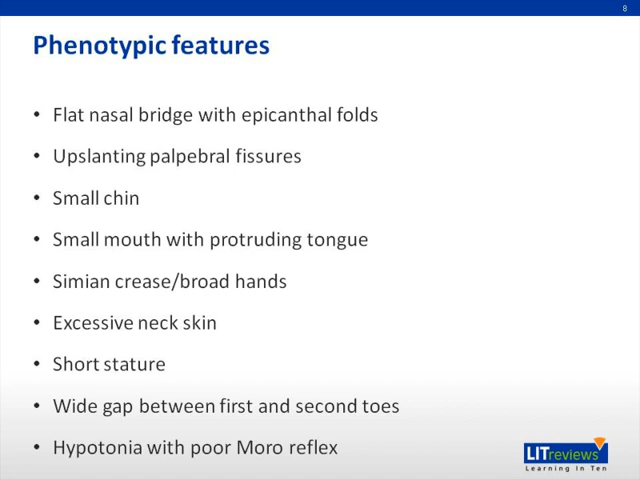 8
Phenotypic features
• Flat nasal bridge with epicanthal folds
• Upslanting palpebral fissures
• Small chin
• Small mouth with protruding tongue
• Simian crease/broad hands
• Excessive neck skin
• Short stature
• Wide gap between first and second toes
• Hypotonia with poor Moro reflex
LITreviews
Learning In Ten